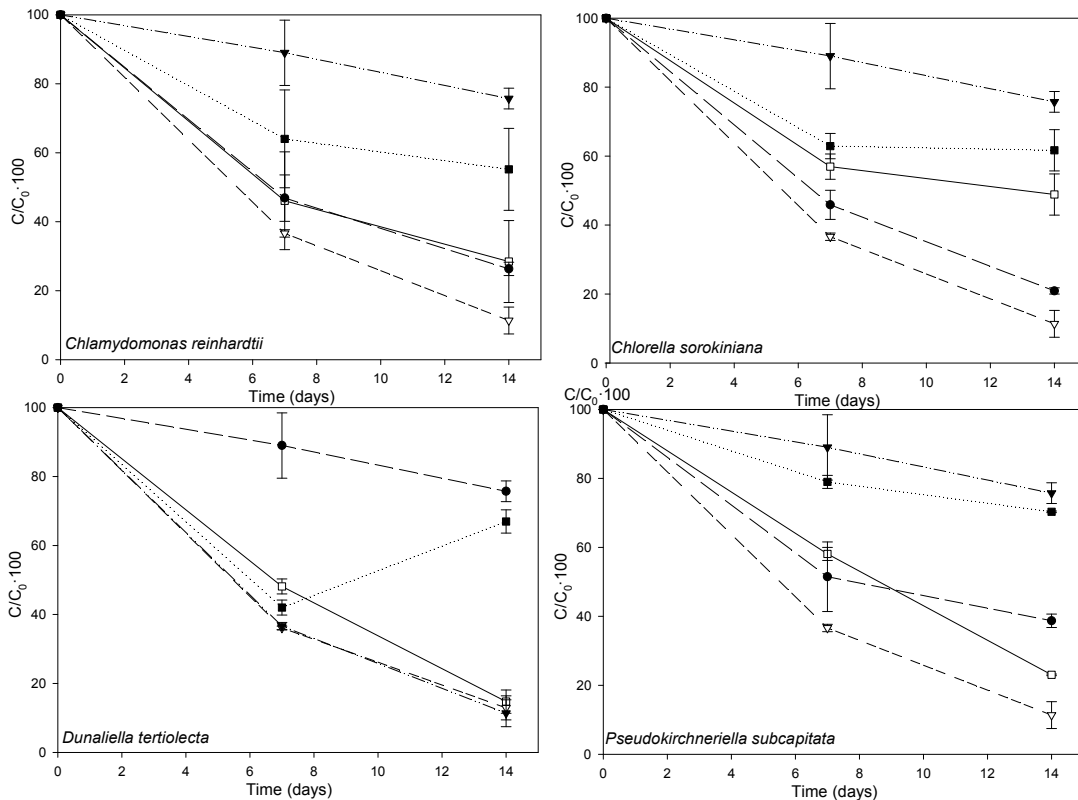 100
80
60
40
20
0
C/C₀·100
Chlamydomonas reinhardtii
0 2 4 6 8 10 12 14
Time (days)
100
80
60
40
20
0
C/C₀·100
Chlorella sorokiniana
0 2 4 6 8 10 12 14
Time (days)
100
80
60
40
20
0
C/C₀·100
Dunaliella tertiolecta
0 2 4 6 8 10 12 14
Time (days)
C/C₀·100
100
80
60
40
20
0
C/C₀·100
Pseudokirchneriella subcapitata
0 2 4 6 8 10 12 14
Time (days)